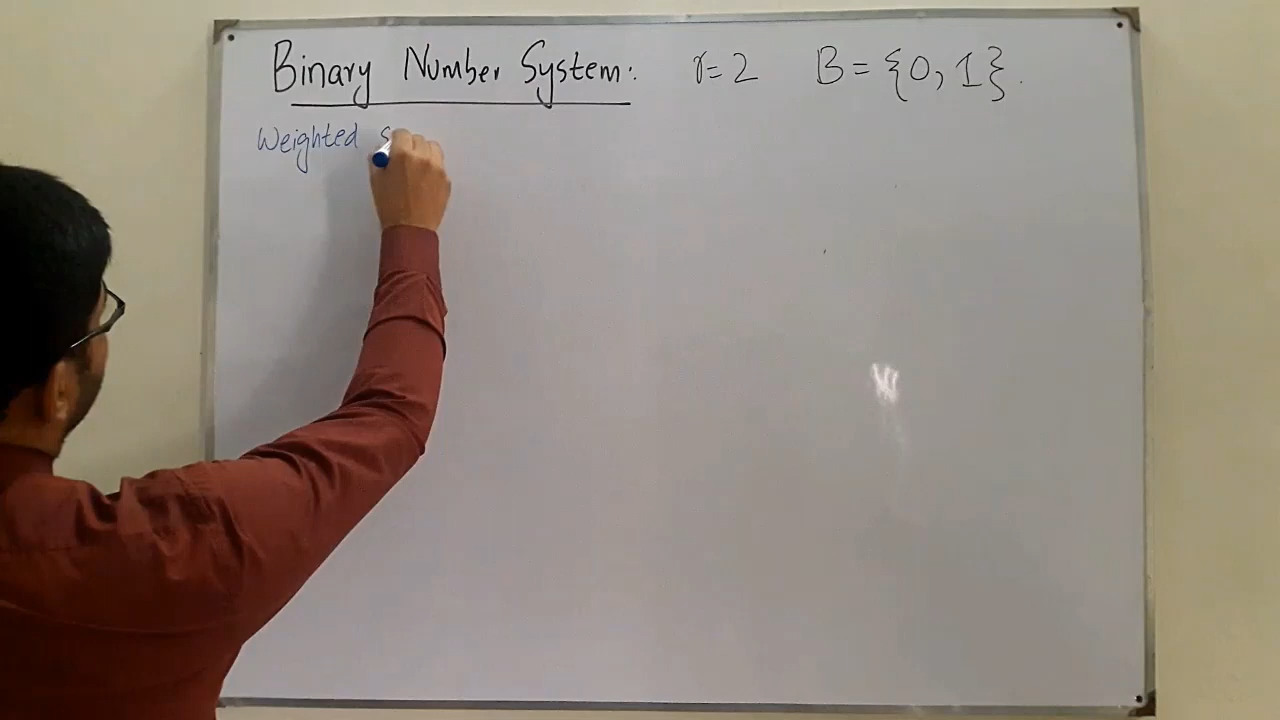 Binary Number System: r=2 B={0,1}.
Weighted S